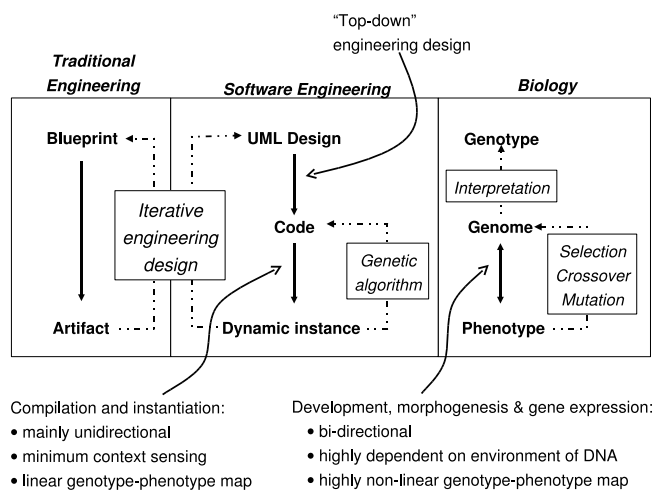 “Top-down”
engineering design
Traditional
Engineering
Software Engineering
Biology
Blueprint
UML Design
Genotype
Iterative
engineering
design
Interpretation
Code
Genome
Genetic
algorithm
Selection
Crossover
Mutation
Artifact
Dynamic instance
Phenotype
Compilation and instantiation:
• mainly unidirectional
• minimum context sensing
• linear genotype-phenotype map
Development, morphogenesis & gene expression:
• bi-directional
• highly dependent on environment of DNA
• highly non-linear genotype-phenotype map